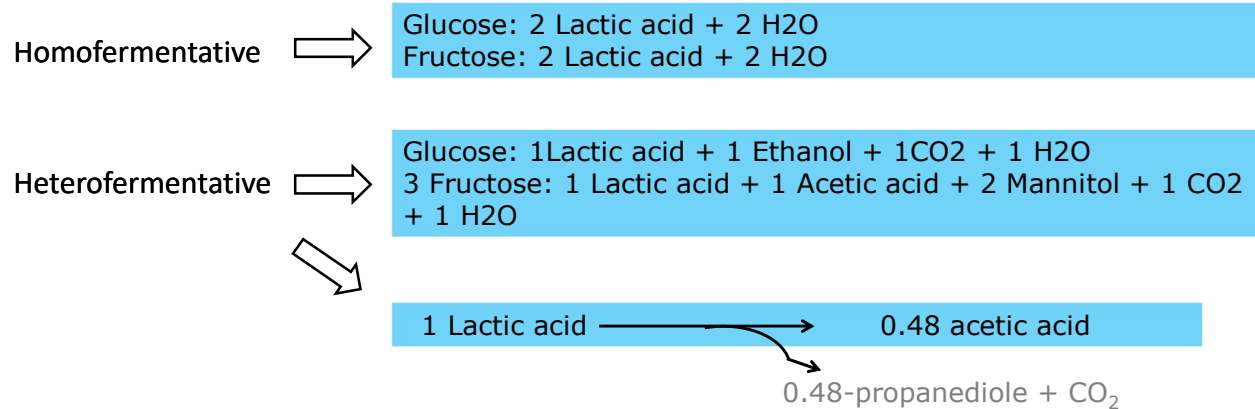 Homofermentative
Glucose: 2 Lactic acid + 2 H2O
Fructose: 2 Lactic acid + 2 H2O
Heterofermentative
Glucose: 1Lactic acid + 1 Ethanol + 1CO2 + 1 H2O
3 Fructose: 1 Lactic acid + 1 Acetic acid + 2 Mannitol + 1 CO2
+ 1 H2O
1 Lactic acid 0.48 acetic acid
0.48-propanediole + CO₂